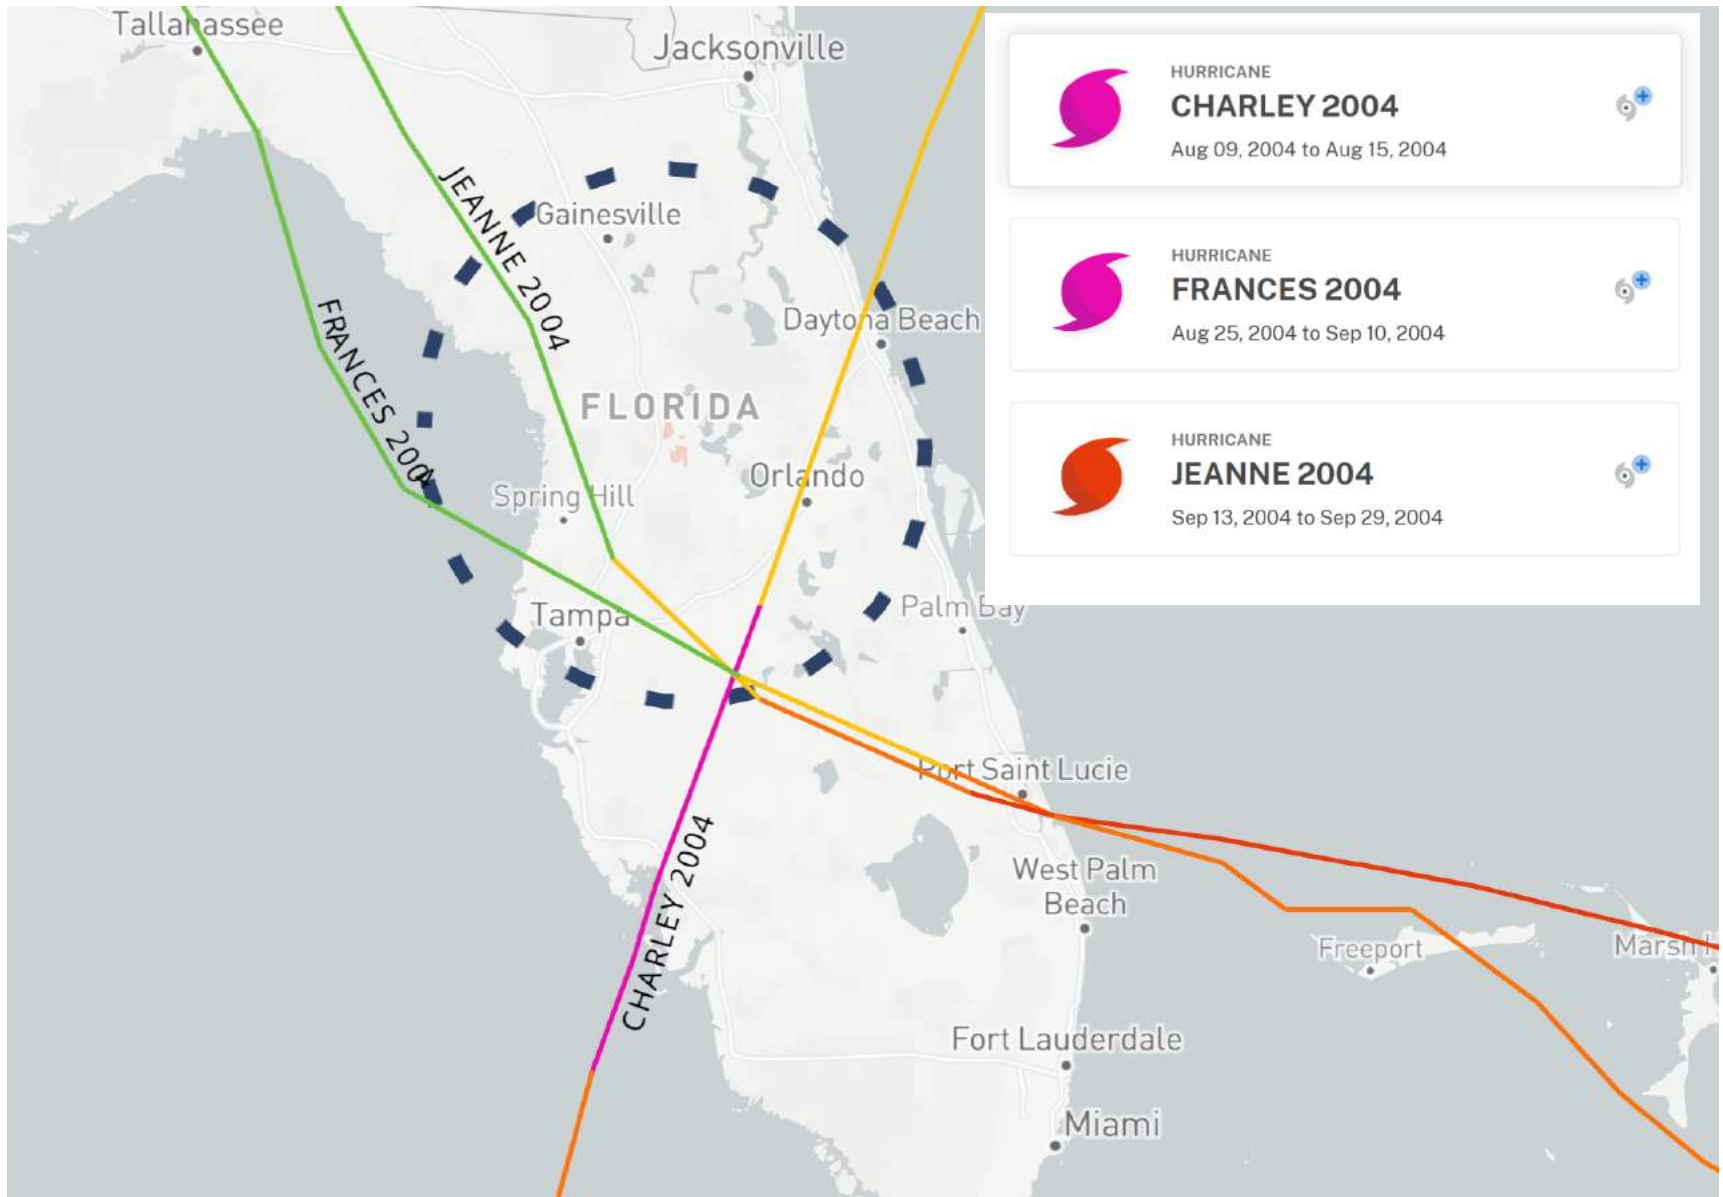 Tallahassee
Jacksonville
HURRICANE
CHARLEY 2004
Aug 09, 2004 to Aug 15, 2004
JEANNE 2004
Gainesville
HURRICANE
FRANCES 2004
Aug 25, 2004 to Sep 10, 2004
FRANCES 2004
Daytona Beach
FLORIDA
HURRICANE
JEANNE 2004
Sep 13, 2004 to Sep 29, 2004
Orlando
Spring Hill
Tampa
Palm Bay
Port Saint Lucie
CHARLEY 2004
West Palm
Beach
Freeport
Marsh H
Fort Lauderdale
Miami